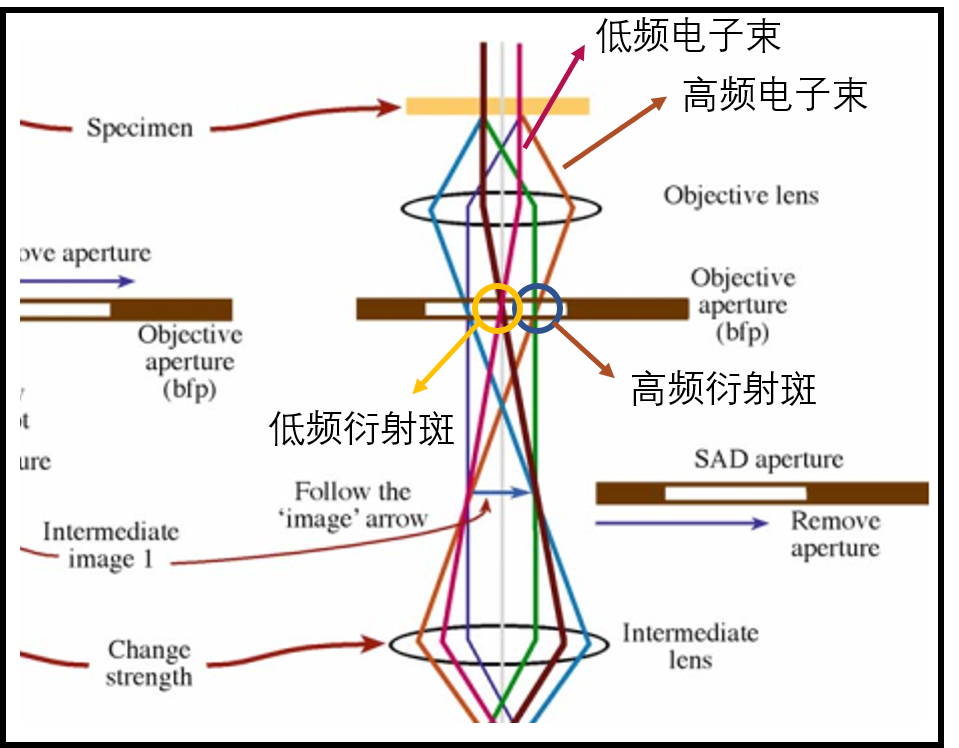 低频电子束
高频电子束
Specimen
Objective lens
ove aperture
Objective
aperture
(bfp)
Objective
aperture
(bfp)
高频衍射斑
低频衍射斑
ure
SAD aperture
Follow the
‘image’ arrow
Remove
aperture
Intermediate
image 1
Intermediate
lens
Change
strength